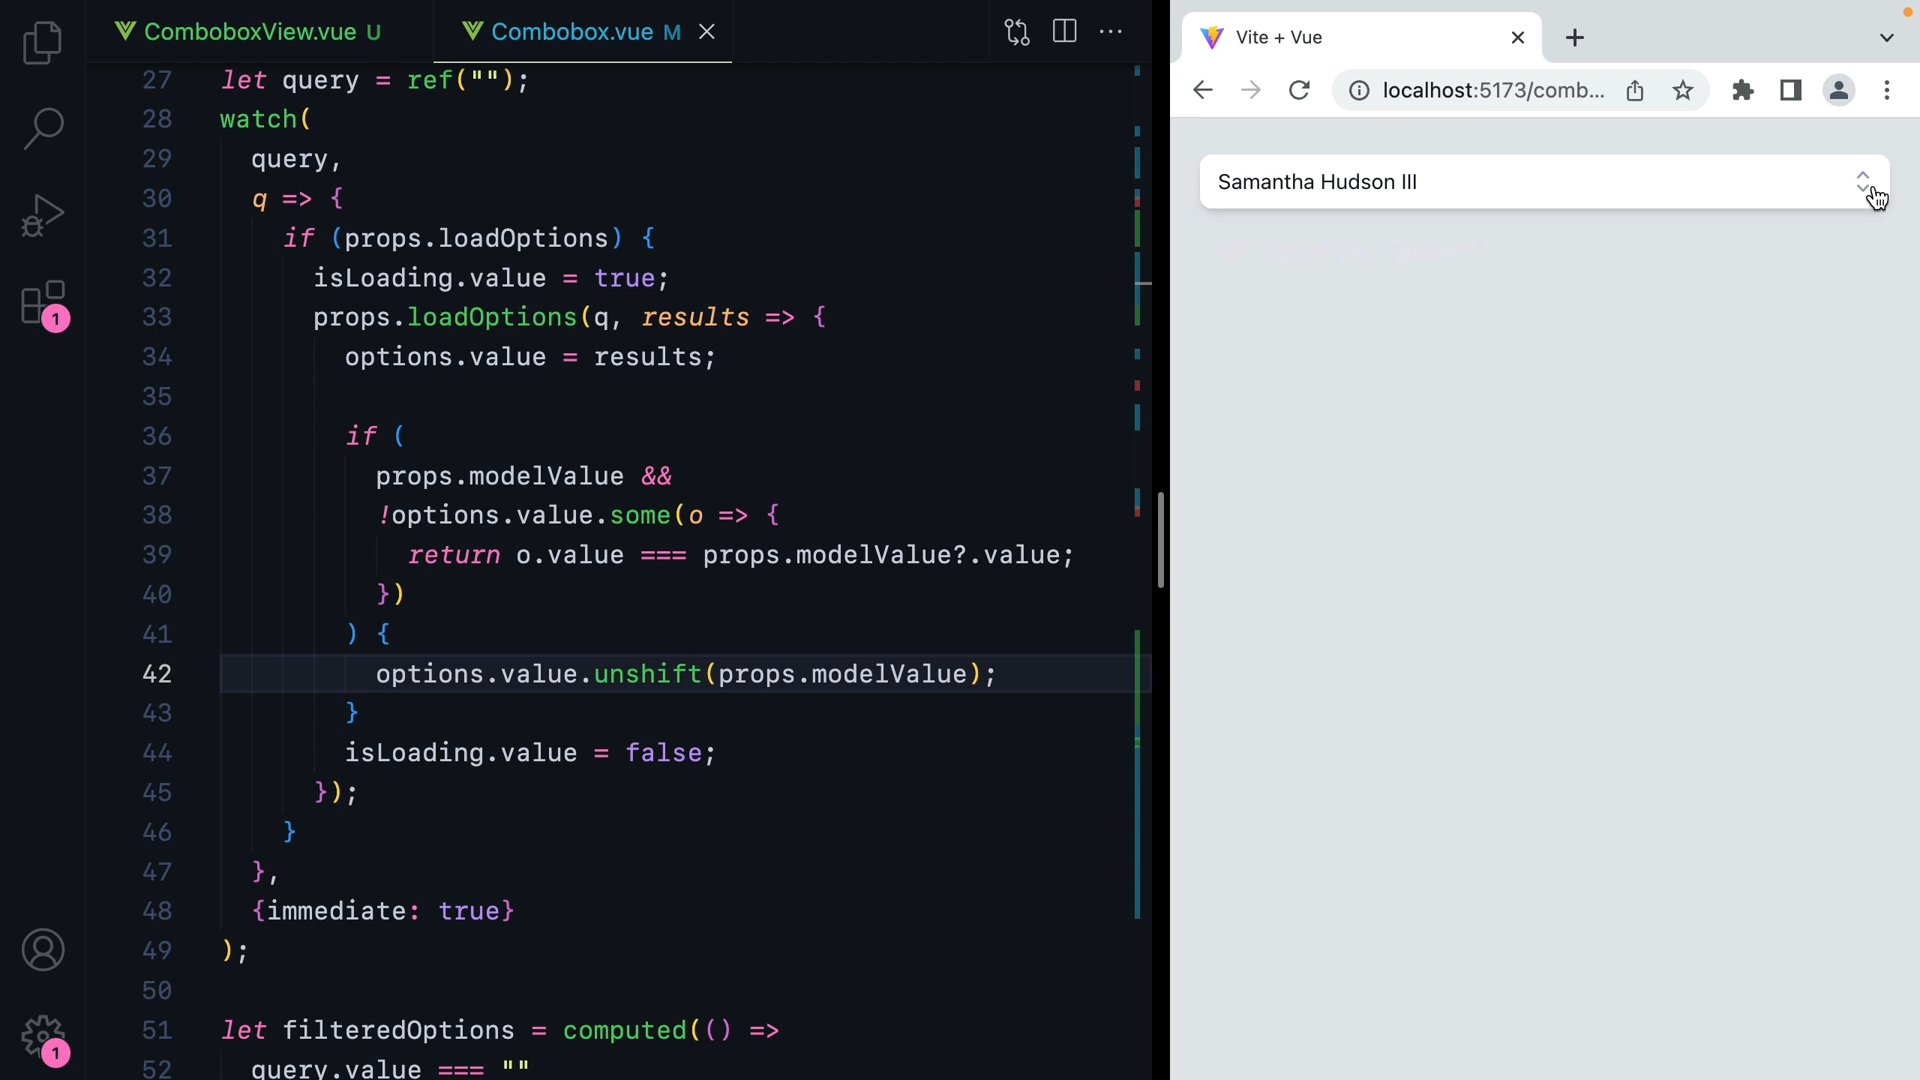 ComboboxView.vue U
Combobox.vue M
27 let query = ref("");
28 watch(
29 query,
30 q => {
31 if (props.loadOptions) {
32 isLoading.value = true;
33 props.loadOptions(q, results => {
34 options.value = results;
35
36 if (
37 props.modelValue &&
38 !options.value.some(o => {
39 return o.value === props.modelValue?.value;
40 })
41 ) {
42 options.value.unshift(props.modelValue);
43 }
44 isLoading.value = false;
45 });
46 }
47 },
48 {immediate: true}
49 );
50
51 let filteredOptions = computed(() =>
52 query.value === ""
1
1
Vite + Vue
localhost:5173/comb...
Samantha Hudson III